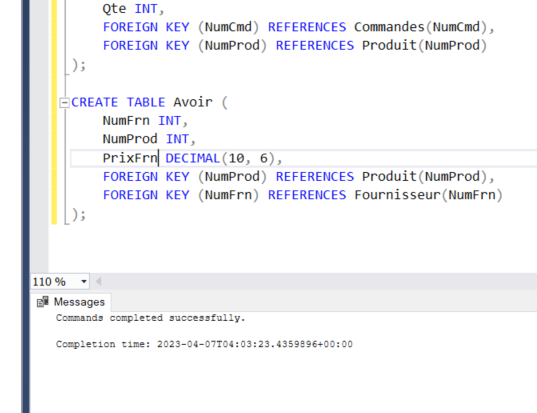 Qte INT,
FOREIGN KEY (NumCmd) REFERENCES Commandes(NumCmd),
FOREIGN KEY (NumProd) REFERENCES Produit(NumProd)
);
CREATE TABLE Avoir (
NumFrn INT,
NumProd INT,
PrixFrn DECIMAL(10, 6),
FOREIGN KEY (NumProd) REFERENCES Produit(NumProd),
FOREIGN KEY (NumFrn) REFERENCES Fournisseur(NumFrn)
);
110 %
Messages
Commands completed successfully.
Completion time: 2023-04-07T04:03:23.4359896+00:00